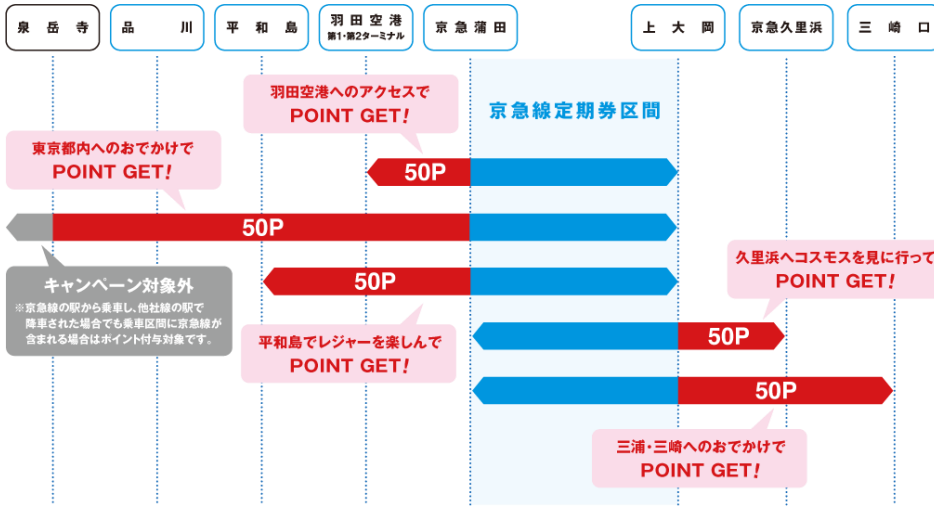 泉岳寺
品川
平和島
羽田空港
第1・第2ターミナル
京急蒲田
上大岡
京急久里浜
三崎口
羽田空港へのアクセスで
POINT GET!
京急線定期券区間
東京都内へのおでかけで
POINT GET!
50P
50P
久里浜へコスモスを見に行って
POINT GET!
キャンペーン対象外
※京急線の駅から乗車し、他社線の駅で
降車された場合でも乗車区間に京急線が
含まれる場合はポイント付与対象です。
50P
平和島でレジャーを楽しんで
POINT GET!
50P
50P
三浦・三崎へのおでかけで
POINT GET!